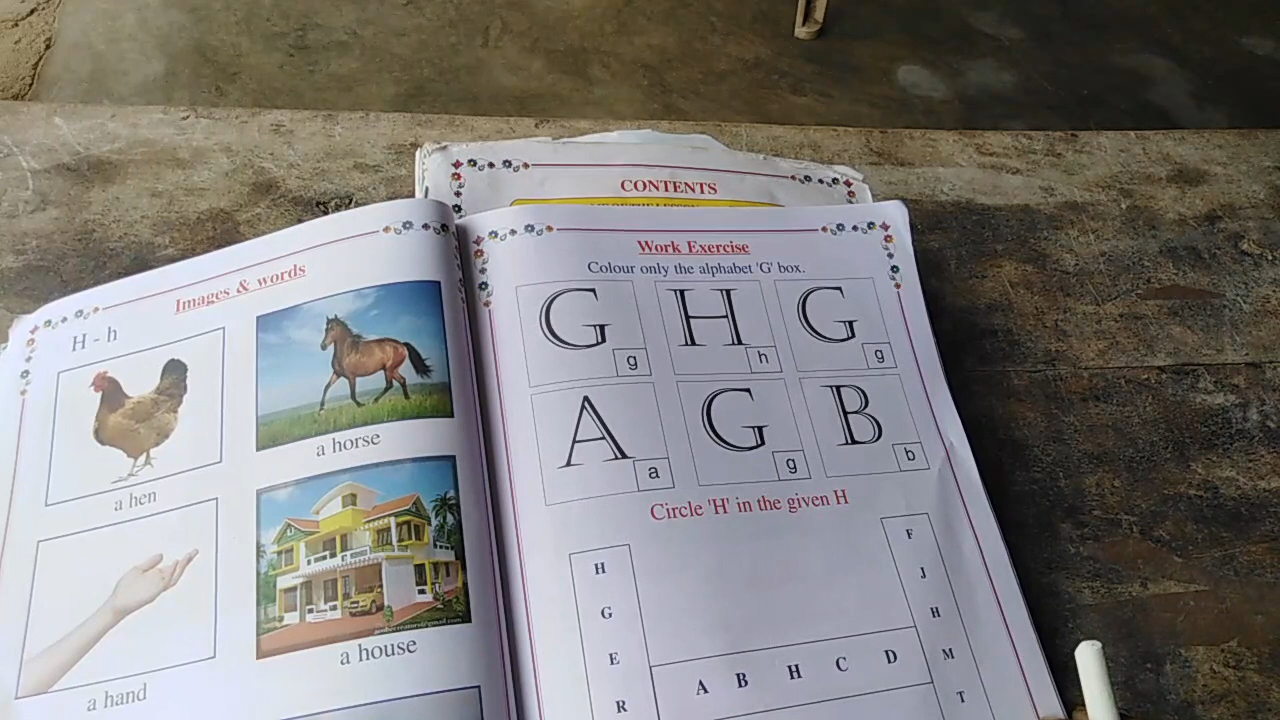 CONTENTS
Images & words
H - h
a hen
a horse
a hand
a house
Work Exercise
Colour only the alphabet 'G' box.
G g
H h
G g
A a
G g
B b
Circle 'H' in the given H
H
G
E
R
A B H C D
F
J
H
M
T